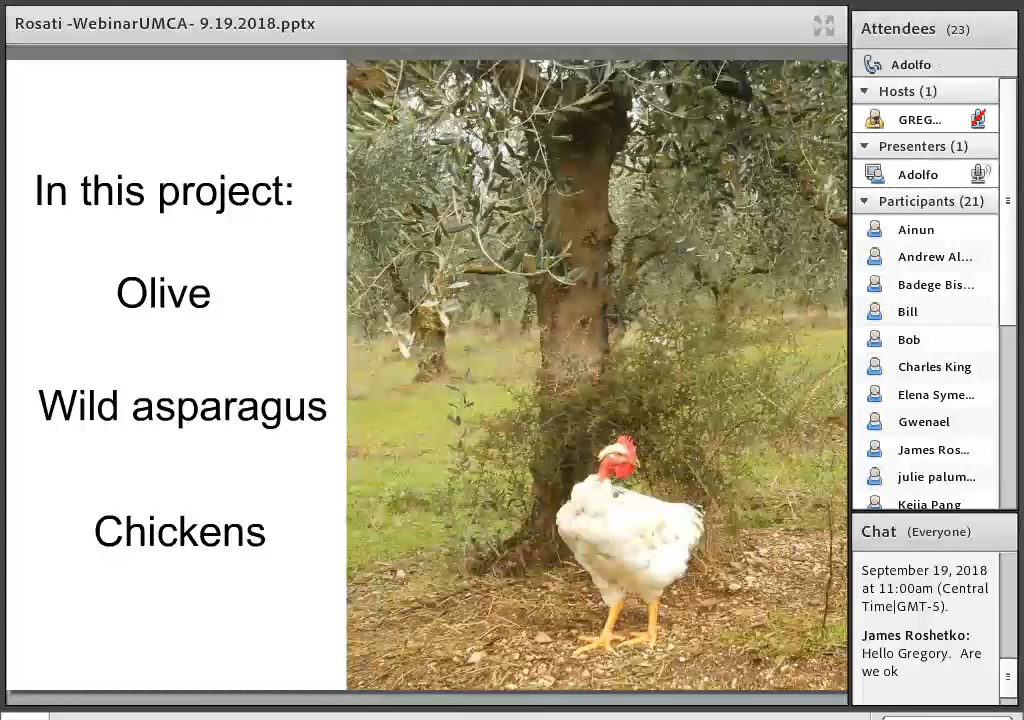 Rosati -WebinarUMCA- 9.19.2018.pptx
In this project:
Olive
Wild asparagus
Chickens
Attendees (23)
Adolfo
Hosts (1)
GREG...
Presenters (1)
Adolfo
Participants (21)
Ainun
Andrew Al...
Badege Bis...
Bill
Bob
Charles King
Elena Syme...
Gwenael
James Ros...
julie palum...
Keiia Pang
Chat (Everyone)
September 19, 2018
at 11:00am (Central
Time|GMT-5).
James Roshetko:
Hello Gregory. Are
we ok